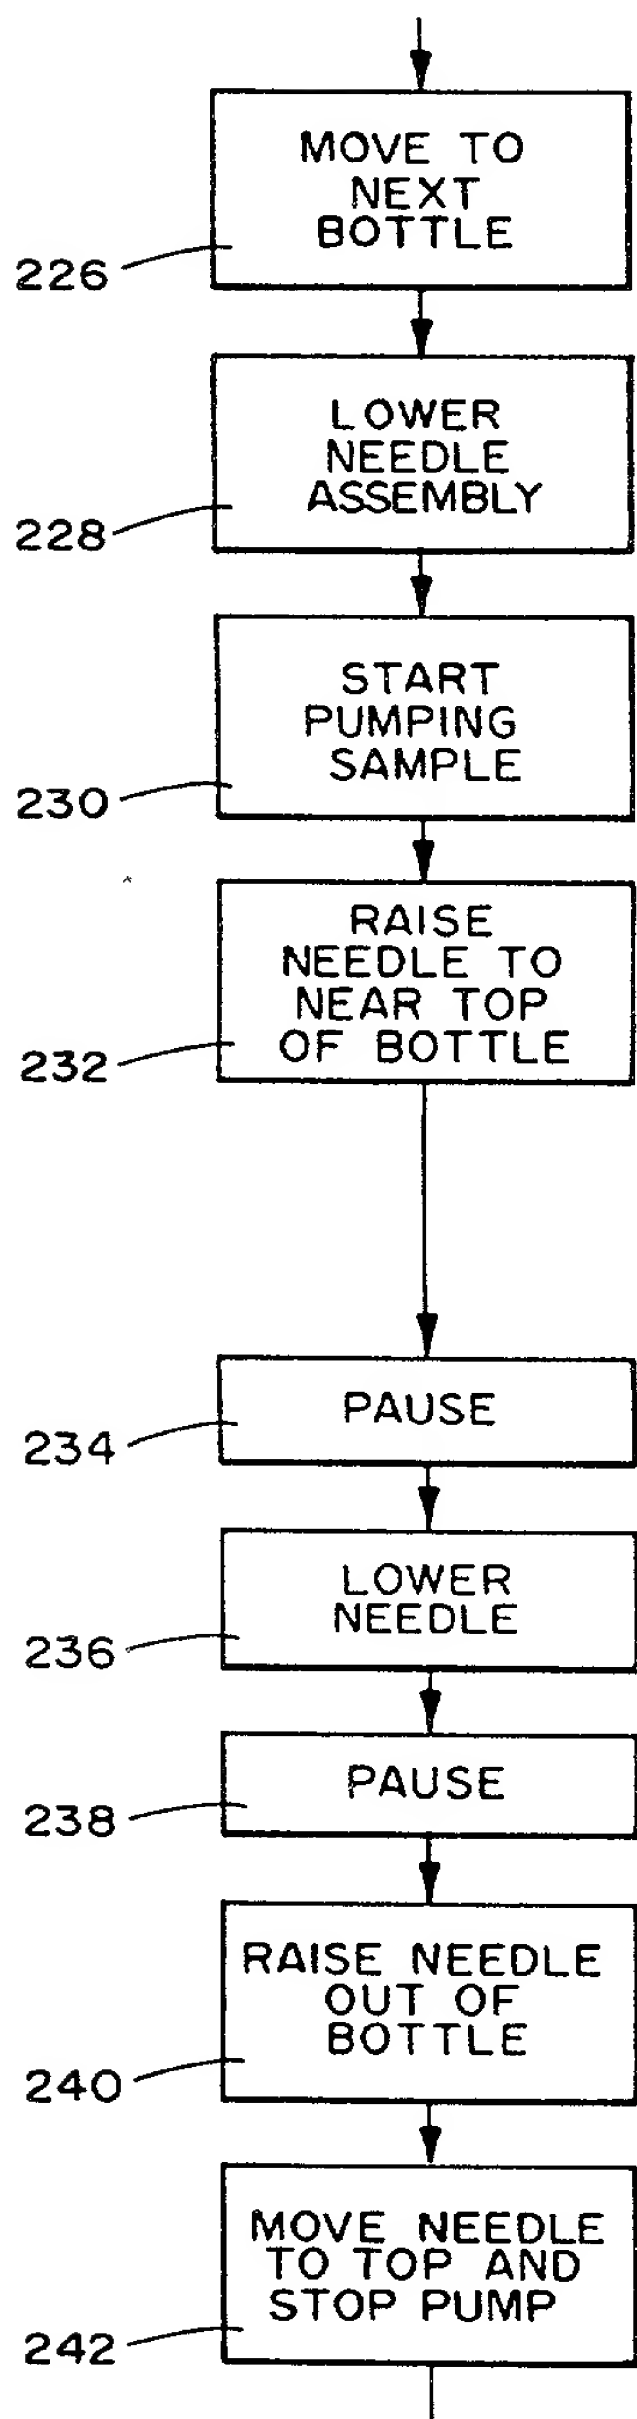 MOVE TO
NEXT
BOTTLE
226
LOWER
NEEDLE
ASSEMBLY
228
START
PUMPING
SAMPLE
230
RAISE
NEEDLE TO
NEAR TOP
OF BOTTLE
232
PAUSE
234
LOWER
NEEDLE
236
PAUSE
238
RAISE NEEDLE
OUT OF
BOTTLE
240
MOVE NEEDLE
TO TOP AND
STOP PUMP
242